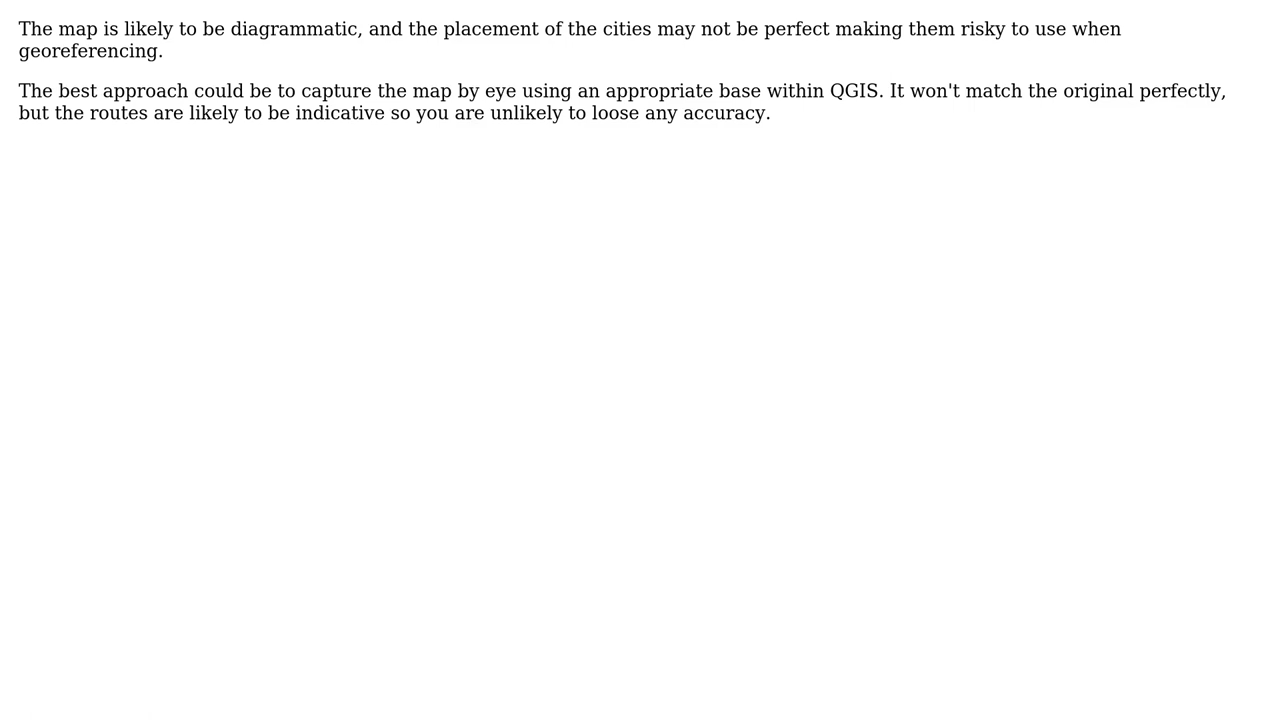 The map is likely to be diagrammatic, and the placement of the cities may not be perfect making them risky to use when
georeferencing.
The best approach could be to capture the map by eye using an appropriate base within QGIS. It won't match the original perfectly,
but the routes are likely to be indicative so you are unlikely to loose any accuracy.